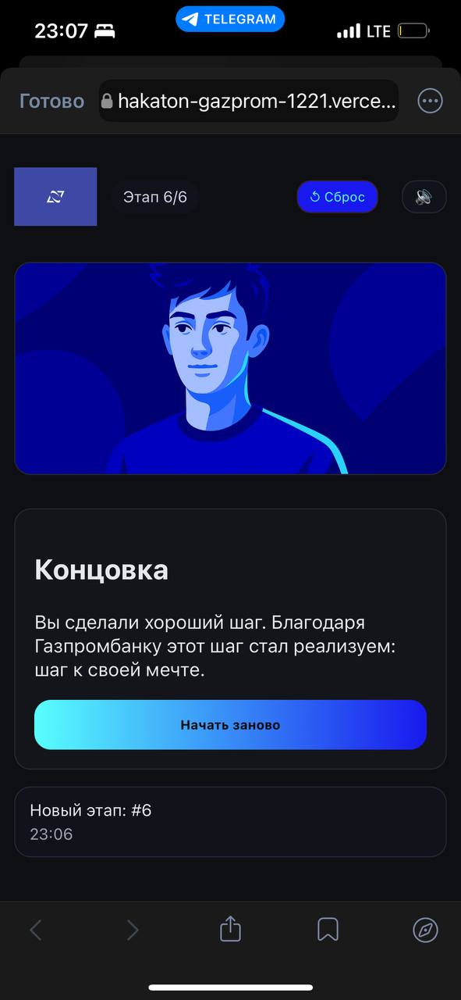 23:07
TELEGRAM
LTE
Готово
hakaton-gazprom-1221.verce...
Этап 6/6
Сброс
Концовка
Вы сделали хороший шаг. Благодаря
Газпромбанку этот шаг стал реализуем:
шаг к своей мечте.
Начать заново
Новый этап: #6
23:06